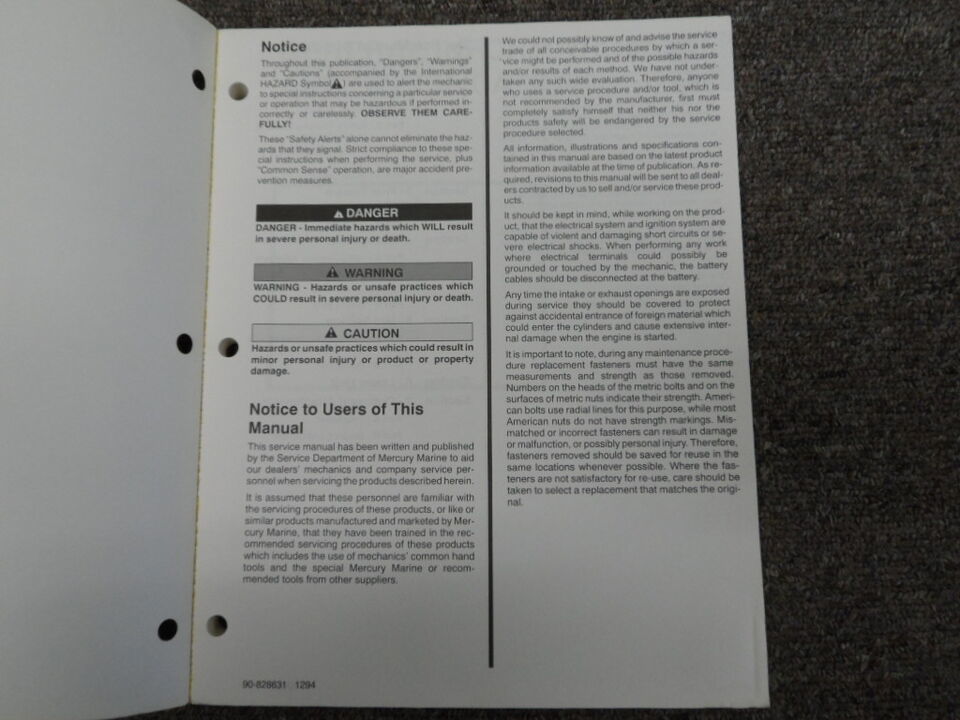 Notice
Throughout this publication, "Dangers", "Warnings"
and "Cautions" (accompanied by the International
HAZARD Symbol ⚠) are used to alert the mechanic
to special instructions concerning a particular service
or operation that may be hazardous if performed in-
correctly or carelessly. OBSERVE THEM CARE-
FULLY!
These "Safety Alerts" alone cannot eliminate the haz-
ards that they signal. Strict compliance to these spe-
cial instructions when performing the service, plus
"Common Sense" operation, are major accident pre-
vention measures.
⚠ DANGER
DANGER - Immediate hazards which WILL result
in severe personal injury or death.
⚠ WARNING
WARNING - Hazards or unsafe practices which
COULD result in severe personal injury or death.
⚠ CAUTION
Hazards or unsafe practices which could result in
minor personal injury or product or property
damage.
Notice to Users of This
Manual
This service manual has been written and published
by the Service Department of Mercury Marine to aid
our dealers' mechanics and company service per-
sonnel when servicing the products described herein.
It is assumed that these personnel are familiar with
the servicing procedures of these products, or like or
similar products manufactured and marketed by Mer-
cury Marine, that they have been trained in the rec-
ommended servicing procedures of these products
which includes the use of mechanics' common hand
tools and the special Mercury Marine or recom-
mended tools from other suppliers.
We could not possibly know of and advise the service
trade of all conceivable procedures by which a ser-
vice might be performed and of the possible hazards
and/or results of each method. We have not under-
taken any such wide evaluation. Therefore, anyone
who uses a service procedure and/or tool, which is
not recommended by the manufacturer, first must
completely satisfy himself that neither his nor the
products safety will be endangered by the service
procedure selected.
All information, illustrations and specifications con-
tained in this manual are based on the latest product
information available at the time of publication. As re-
quired, revisions to this manual will be sent to all deal-
ers contracted by us to sell and/or service these prod-
ucts.
It should be kept in mind, while working on the prod-
uct, that the electrical system and ignition system are
capable of violent and damaging short circuits or se-
vere electrical shocks. When performing any work
where electrical terminals could possibly be
grounded or touched by the mechanic, the battery
cables should be disconnected at the battery.
Any time the intake or exhaust openings are exposed
during service they should be covered to protect
against accidental entrance of foreign material which
could enter the cylinders and cause extensive inter-
nal damage when the engine is started.
It is important to note, during any maintenance proce-
dure replacement fasteners must have the same
measurements and strength as those removed.
Numbers on the heads of the metric bolts and on the
surfaces of metric nuts indicate their strength. Ameri-
can bolts use radial lines for this purpose, while most
American nuts do not have strength markings. Mis-
matched or incorrect fasteners can result in damage
or malfunction, or possibly personal injury. Therefore,
fasteners removed should be saved for reuse in the
same locations whenever possible. Where the fas-
teners are not satisfactory for re-use, care should be
taken to select a replacement that matches the origi-
nal.
90-828631 1294